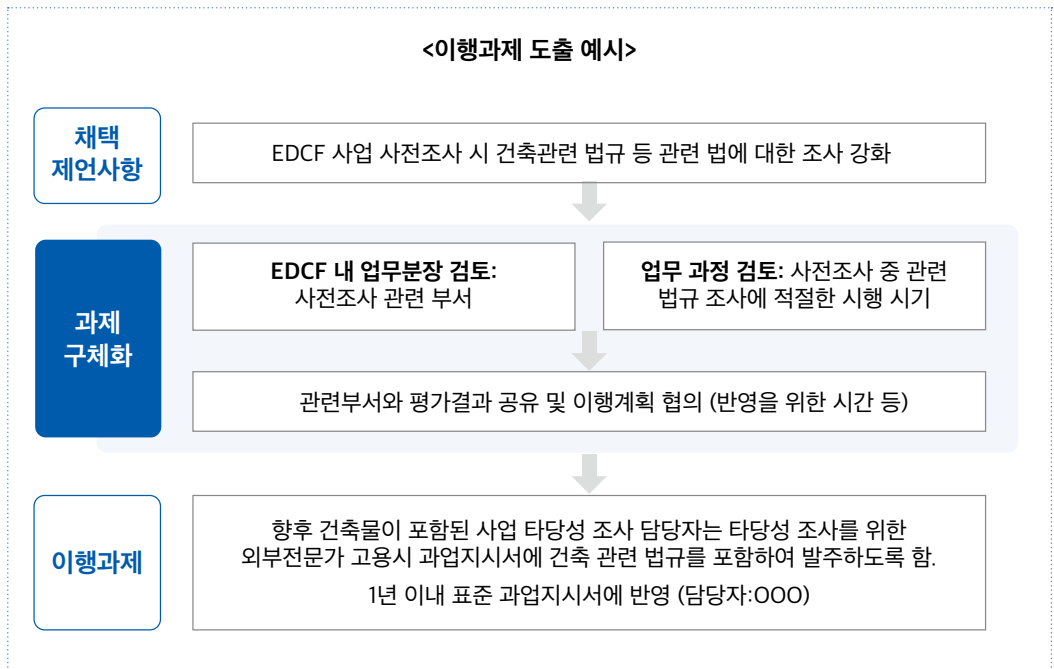 <이행과제 도출 예시>
채택
제언사항
EDCF 사업 사전조사 시 건축관련 법규 등 관련 법에 대한 조사 강화
과제
구체화
EDCF 내 업무분장 검토:
사전조사 관련 부서
업무 과정 검토: 사전조사 중 관련
법규 조사에 적절한 시행 시기
관련부서와 평가결과 공유 및 이행계획 협의 (반영을 위한 시간 등)
이행과제
향후 건축물이 포함된 사업 타당성 조사 담당자는 타당성 조사를 위한
외부전문가 고용시 과업지시서에 건축 관련 법규를 포함하여 발주하도록 함.
1년 이내 표준 과업지시서에 반영 (담당자:OOO)